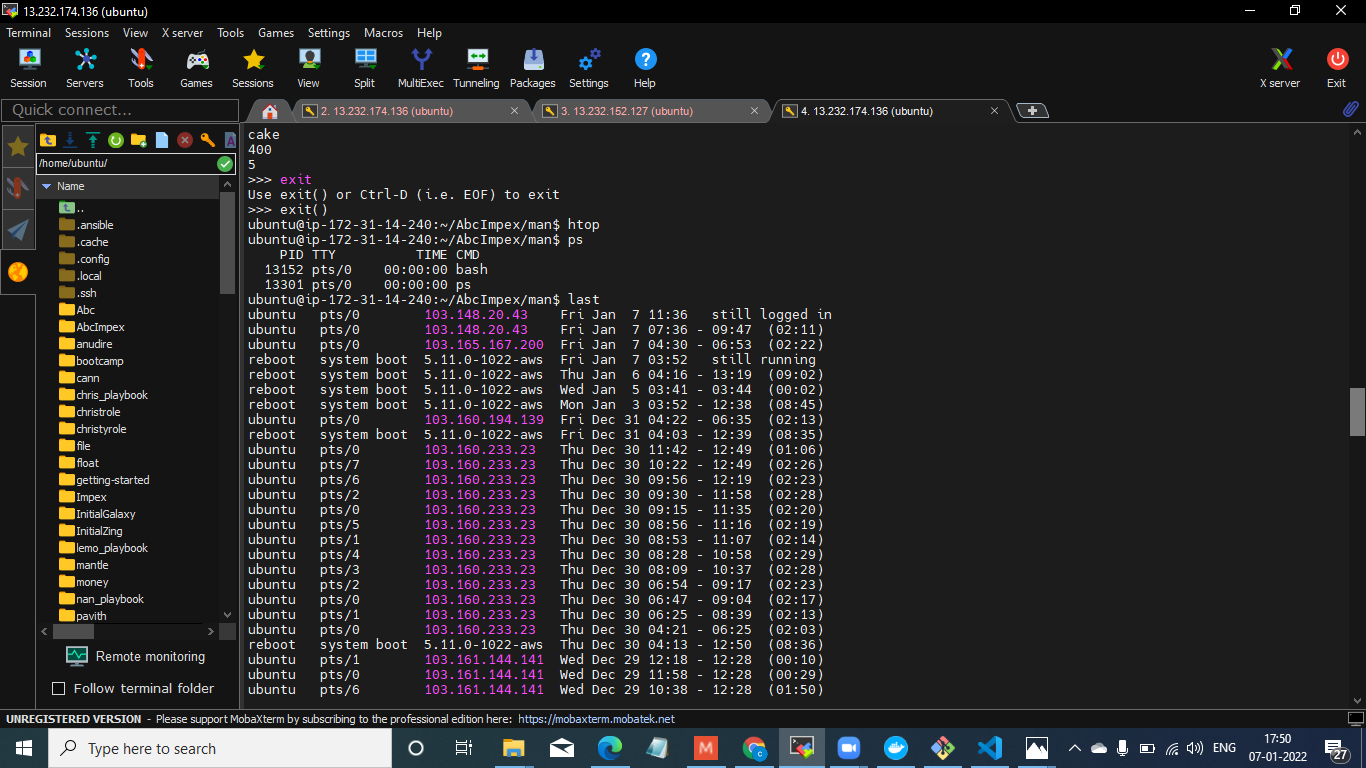 13.232.174.136 (ubuntu)
Terminal Sessions View X server Tools Games Settings Macros Help
Session Servers Tools Games Sessions View Split MultiExec Tunneling Packages Settings Help X server Exit
Quick connect...
2. 13.232.174.136 (ubuntu)
3. 13.232.152.127 (ubuntu)
4. 13.232.174.136 (ubuntu)
/home/ubuntu/
Name
..
.ansible
.cache
.config
.local
.ssh
Abc
AbcImpex
anudire
bootcamp
cann
chris_playbook
christrole
christyrole
file
float
getting-started
Impex
InitialGalaxy
InitialZing
lemo_playbook
mantle
money
nan_playbook
pavith
Remote monitoring
Follow terminal folder
cake
400
5
>>> exit
Use exit() or Ctrl-D (i.e. EOF) to exit
>>> exit()
ubuntu@ip-172-31-14-240:~/AbcImpex/man$ htop
ubuntu@ip-172-31-14-240:~/AbcImpex/man$ ps
    PID TTY          TIME CMD
  13152 pts/0    00:00:00 bash
  13301 pts/0    00:00:00 ps
ubuntu@ip-172-31-14-240:~/AbcImpex/man$ last
ubuntu   pts/0        103.148.20.43    Fri Jan  7 11:36   still logged in
ubuntu   pts/0        103.148.20.43    Fri Jan  7 07:36 - 09:47  (02:11)
ubuntu   pts/0        103.165.167.200  Fri Jan  7 04:30 - 06:53  (02:22)
reboot   system boot  5.11.0-1022-aws  Fri Jan  7 03:52   still running
reboot   system boot  5.11.0-1022-aws  Thu Jan  6 04:16 - 13:19  (09:02)
reboot   system boot  5.11.0-1022-aws  Wed Jan  5 03:41 - 03:44  (00:02)
reboot   system boot  5.11.0-1022-aws  Mon Jan  3 03:52 - 12:38  (08:45)
ubuntu   pts/0        103.160.194.139  Fri Dec 31 04:22 - 06:35  (02:13)
reboot   system boot  5.11.0-1022-aws  Fri Dec 31 04:03 - 12:39  (08:35)
ubuntu   pts/0        103.160.233.23   Thu Dec 30 11:42 - 12:49  (01:06)
ubuntu   pts/7        103.160.233.23   Thu Dec 30 10:22 - 12:49  (02:26)
ubuntu   pts/6        103.160.233.23   Thu Dec 30 09:56 - 12:19  (02:23)
ubuntu   pts/2        103.160.233.23   Thu Dec 30 09:30 - 11:58  (02:28)
ubuntu   pts/0        103.160.233.23   Thu Dec 30 09:15 - 11:35  (02:20)
ubuntu   pts/5        103.160.233.23   Thu Dec 30 08:56 - 11:16  (02:19)
ubuntu   pts/1        103.160.233.23   Thu Dec 30 08:53 - 11:07  (02:14)
ubuntu   pts/4        103.160.233.23   Thu Dec 30 08:28 - 10:58  (02:29)
ubuntu   pts/3        103.160.233.23   Thu Dec 30 08:09 - 10:37  (02:28)
ubuntu   pts/2        103.160.233.23   Thu Dec 30 06:54 - 09:17  (02:23)
ubuntu   pts/0        103.160.233.23   Thu Dec 30 06:47 - 09:04  (02:17)
ubuntu   pts/1        103.160.233.23   Thu Dec 30 06:25 - 08:39  (02:13)
ubuntu   pts/0        103.160.233.23   Thu Dec 30 04:21 - 06:25  (02:03)
reboot   system boot  5.11.0-1022-aws  Thu Dec 30 04:13 - 12:50  (08:36)
ubuntu   pts/1        103.161.144.141  Wed Dec 29 12:18 - 12:28  (00:10)
ubuntu   pts/0        103.161.144.141  Wed Dec 29 11:58 - 12:28  (00:29)
ubuntu   pts/6        103.161.144.141  Wed Dec 29 10:38 - 12:28  (01:50)
UNREGISTERED VERSION - Please support MobaXterm by subscribing to the professional edition here: https://mobaxterm.mobatek.net
Type here to search
ENG
17:50
07-01-2022
27